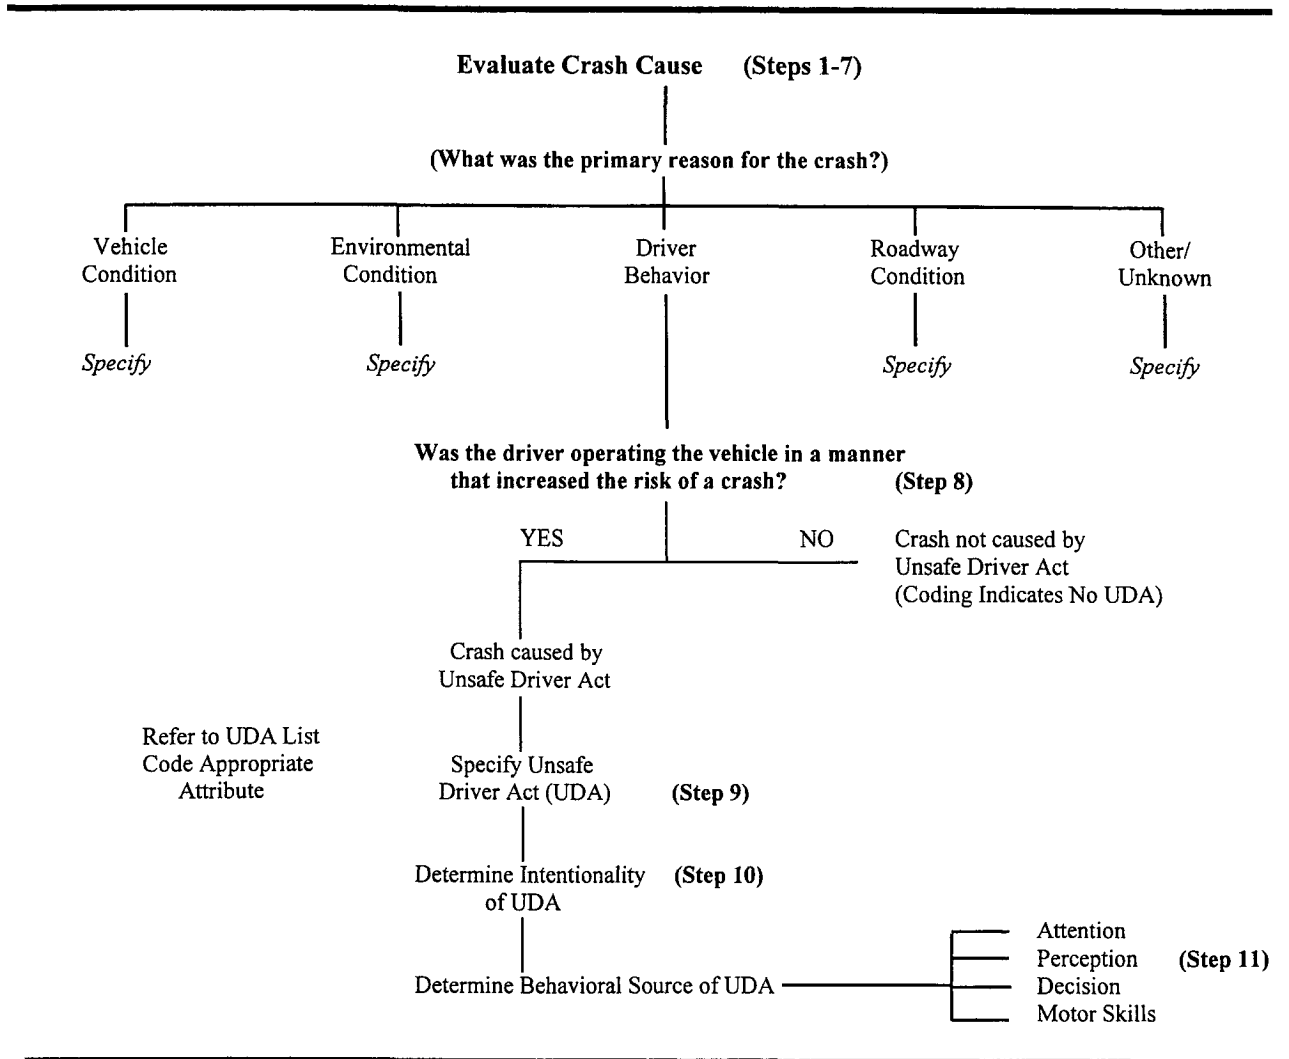 Evaluate Crash Cause (Steps 1-7)
(What was the primary reason for the crash?)
Vehicle
Condition
Environmental
Condition
Driver
Behavior
Roadway
Condition
Other/
Unknown
Specify
Specify
Specify
Specify
Was the driver operating the vehicle in a manner
that increased the risk of a crash? (Step 8)
YES
NO
Crash not caused by
Unsafe Driver Act
(Coding Indicates No UDA)
Crash caused by
Unsafe Driver Act
Refer to UDA List
Code Appropriate
Attribute
Specify Unsafe
Driver Act (UDA) (Step 9)
Determine Intentionality (Step 10)
of UDA
Determine Behavioral Source of UDA
Attention
Perception (Step 11)
Decision
Motor Skills